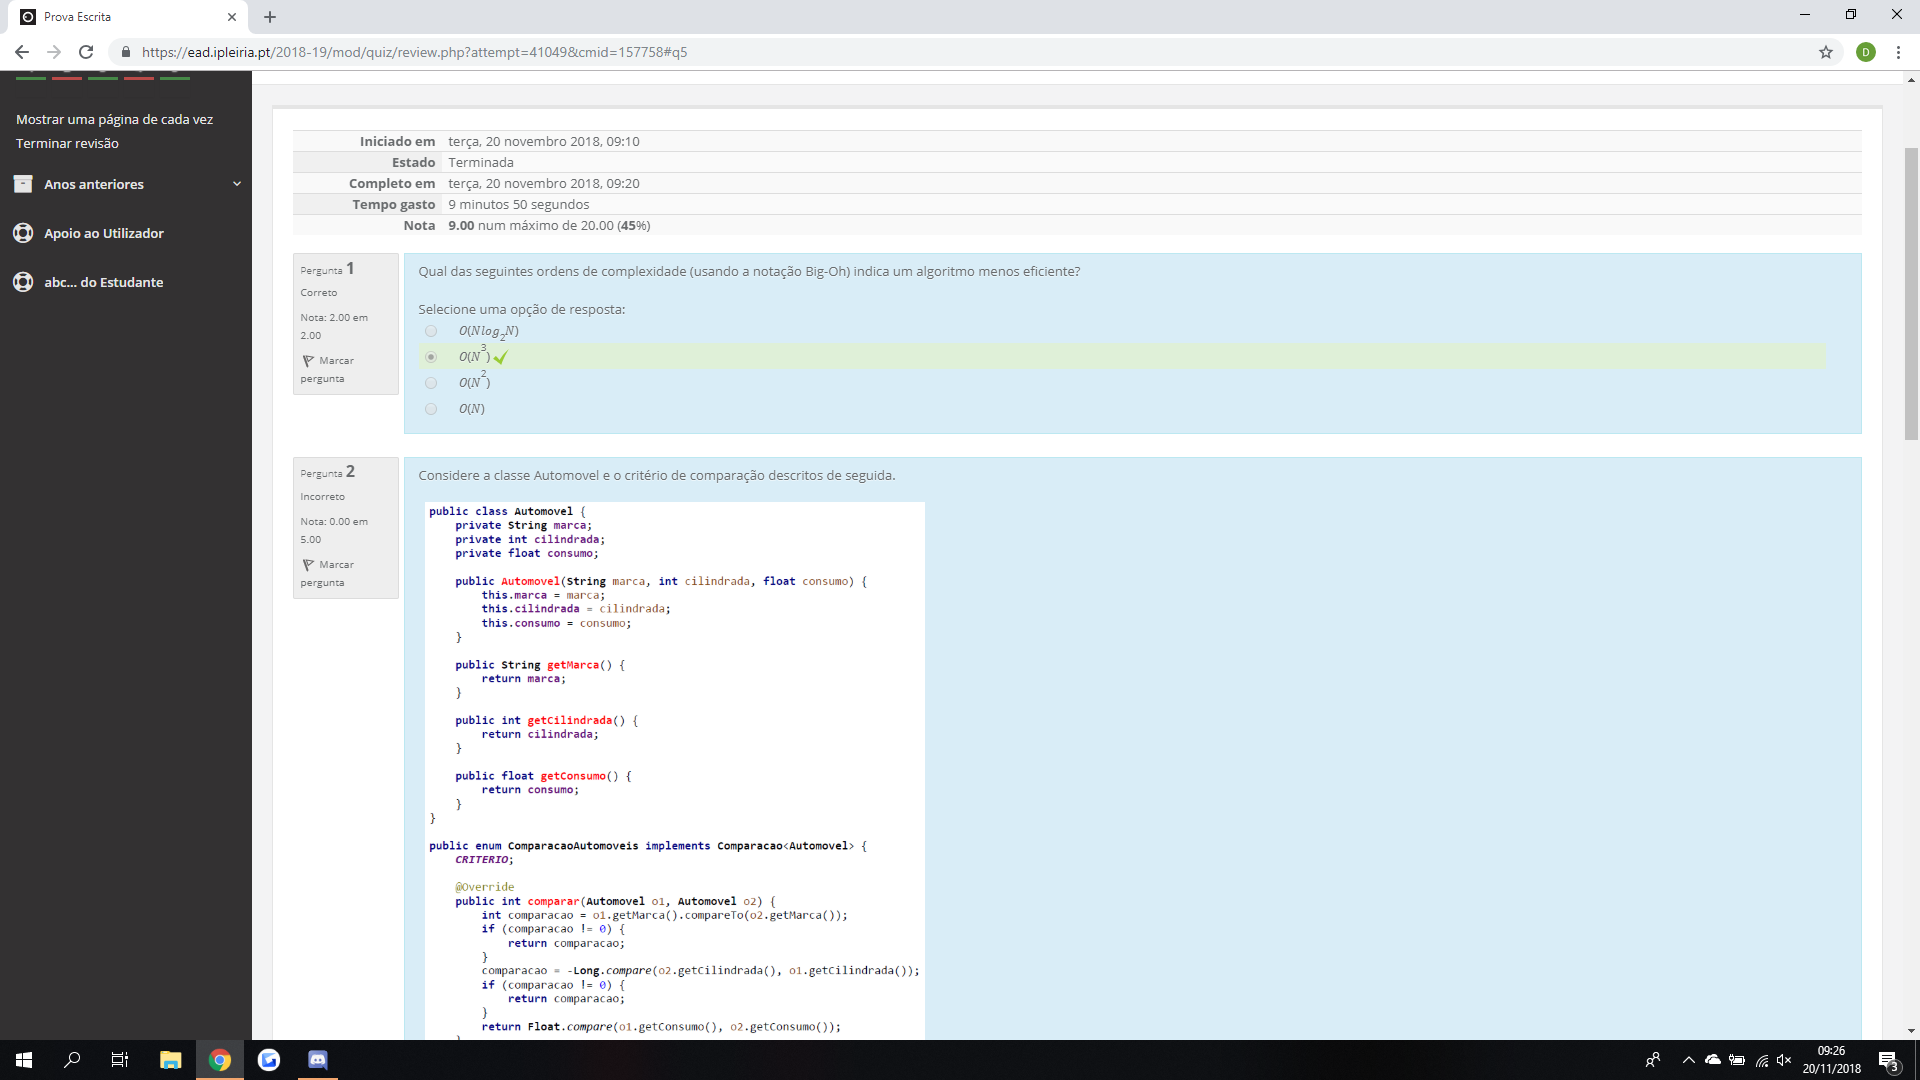 Prova Escrita
https://ead.ipleiria.pt/2018-19/mod/quiz/review.php?attempt=41049&cmid=157758#q5
D
Mostrar uma página de cada vez
Terminar revisão
Anos anteriores
Apoio ao Utilizador
abc... do Estudante
Iniciado em terça, 20 novembro 2018, 09:10
Estado Terminada
Completo em terça, 20 novembro 2018, 09:20
Tempo gasto 9 minutos 50 segundos
Nota 9.00 num máximo de 20.00 (45%)
Pergunta 1
Correto
Nota: 2.00 em
2.00
Marcar
pergunta
Qual das seguintes ordens de complexidade (usando a notação Big-Oh) indica um algoritmo menos eficiente?
Selecione uma opção de resposta:
O(Nlog₂N)
O(N³)
O(N²)
O(N)
Pergunta 2
Incorreto
Nota: 0.00 em
5.00
Marcar
pergunta
Considere a classe Automovel e o critério de comparação descritos de seguida.
public class Automovel {
private String marca;
private int cilindrada;
private float consumo;
public Automovel(String marca, int cilindrada, float consumo) {
this.marca = marca;
this.cilindrada = cilindrada;
this.consumo = consumo;
}
public String getMarca() {
return marca;
}
public int getCilindrada() {
return cilindrada;
}
public float getConsumo() {
return consumo;
}
}
public enum ComparacaoAutomoveis implements Comparacao<Automovel> {
CRITERIO;
@Override
public int comparar(Automovel o1, Automovel o2) {
int comparacao = o1.getMarca().compareTo(o2.getMarca());
if (comparacao != 0) {
return comparacao;
}
comparacao = -Long.compare(o2.getCilindrada(), o1.getCilindrada());
if (comparacao != 0) {
return comparacao;
}
return Float.compare(o1.getConsumo(), o2.getConsumo());
09:26
20/11/2018
3